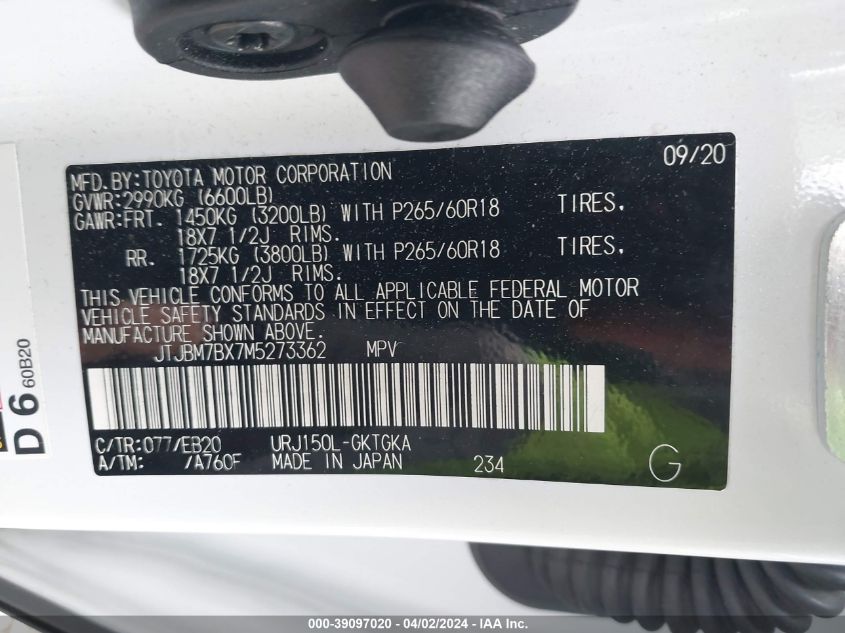 09/20
MFD.BY:TOYOTA MOTOR CORPORATION
GVWR:2990KG (6600LB)
GAWR:FRT. 1450KG (3200LB) WITH P265/60R18 TIRES,
18X7 1/2J RIMS.
RR. 1725KG (3800LB) WITH P265/60R18 TIRES,
18X7 1/2J RIMS.
THIS VEHICLE CONFORMS TO ALL APPLICABLE FEDERAL MOTOR
VEHICLE SAFETY STANDARDS IN EFFECT ON THE DATE OF
MANUFACTURE SHOWN ABOVE.
JTJBM7BX7M5273362 MPV
C/TR:077/EB20 URJ150L-GKTGKA
A/TM: /A760F MADE IN JAPAN 234 G
D 6 60B20
000-39097020 - 04/02/2024 - IAA Inc.